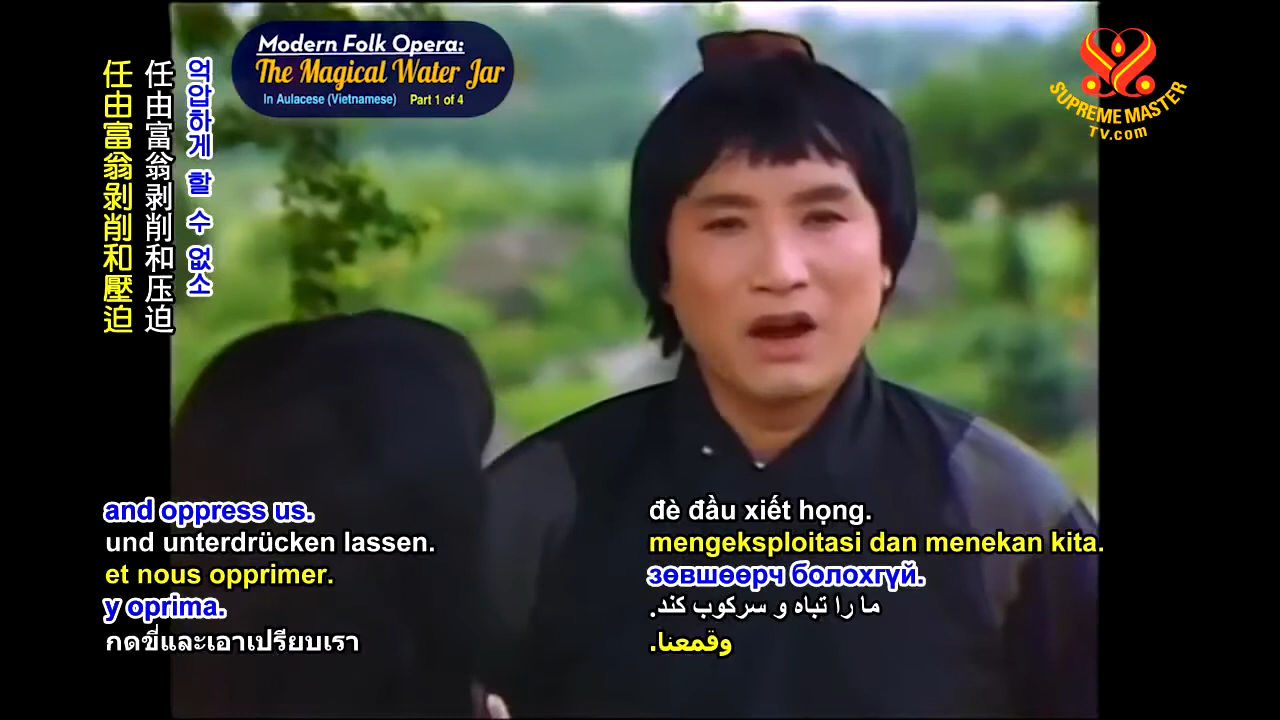 Modern Folk Opera:
The Magical Water Jar
In Aulacese (Vietnamese) Part 1 of 4
SUPREME MASTER
TV.com
억압하게 할 수 없소
任由富翁剥削和压迫
任由富翁剝削和壓迫
and oppress us.
und unterdrücken lassen.
et nous opprimer.
y oprima.
กดขี่และเอาเปรียบเรา
đè đầu xiết họng.
mengeksploitasi dan menekan kita.
зөвшөөрч болохгүй.
ما را تباه و سرکوب کند.
وقمعنا.